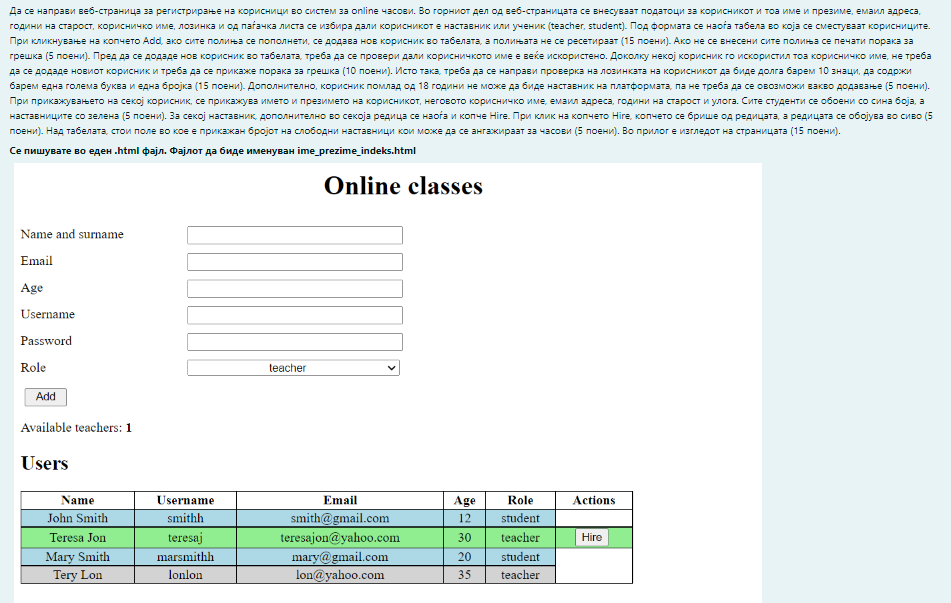 Да се направи веб-страница за регистрирање на корисници во систем за online часови. Во горниот дел од веб-страницата се внесуваат податоци за корисникот и тоа име и презиме, емаил адреса,
години на старост, корисничко име, лозинка и од паѓачка листа се избира дали корисникот е наставник или ученик (teacher, student). Под формата се наоѓа табела во која се сместуваат корисниците.
При кликнување на копчето Add, ако сите полиња се пополнети, се додава нов корисник во табелата, а полињата не се ресетираат (15 поени). Ако не се внесени сите полиња се печати порака за
грешка (5 поени). Пред да се додаде нов корисник во табелата, треба да се провери дали корисничкото име е веќе искористено. Доколку некој корисник го искористил тоа корисничко име, не треба
да се додаде новиот корисник и треба да се прикаже порака за грешка (10 поени). Исто така, треба да се направи проверка на лозинката на корисникот да биде долга барем 10 знаци, да содржи
барем една голема буква и една бројка (15 поени). Дополнително, корисник помлад од 18 години не може да биде наставник на платформата, па не треба да се овозможи вакво додавање (5 поени).
При прикажувањето на секој корисник, се прикажува името и презимето на корисникот, неговото корисничко име, емаил адреса, години на старост и улога. Сите студенти се обоени со сина боја, а
наставниците со зелена (5 поени). За секој наставник, дополнително во секоја редица се наоѓа и копче Hire. При клик на копчето Hire, копчето се брише од редицата, а редицата се обојува во сиво (5
поени). Над табелата, стои поле во кое е прикажан бројот на слободни наставници кои може да се ангажираат за часови (5 поени). Во прилог е изгледот на страницата (15 поени).
Се пишувате во еден .html фајл. Фајлот да биде именуван ime_prezime_indeks.html
Online classes
Name and surname
Email
Age
Username
Password
Role teacher
Add
Available teachers: 1
Users
Name Username Email Age Role Actions
John Smith smithh smith@gmail.com 12 student
Teresa Jon teresaj teresajon@yahoo.com 30 teacher Hire
Mary Smith marsmithh mary@gmail.com 20 student
Tery Lon lonlon lon@yahoo.com 35 teacher